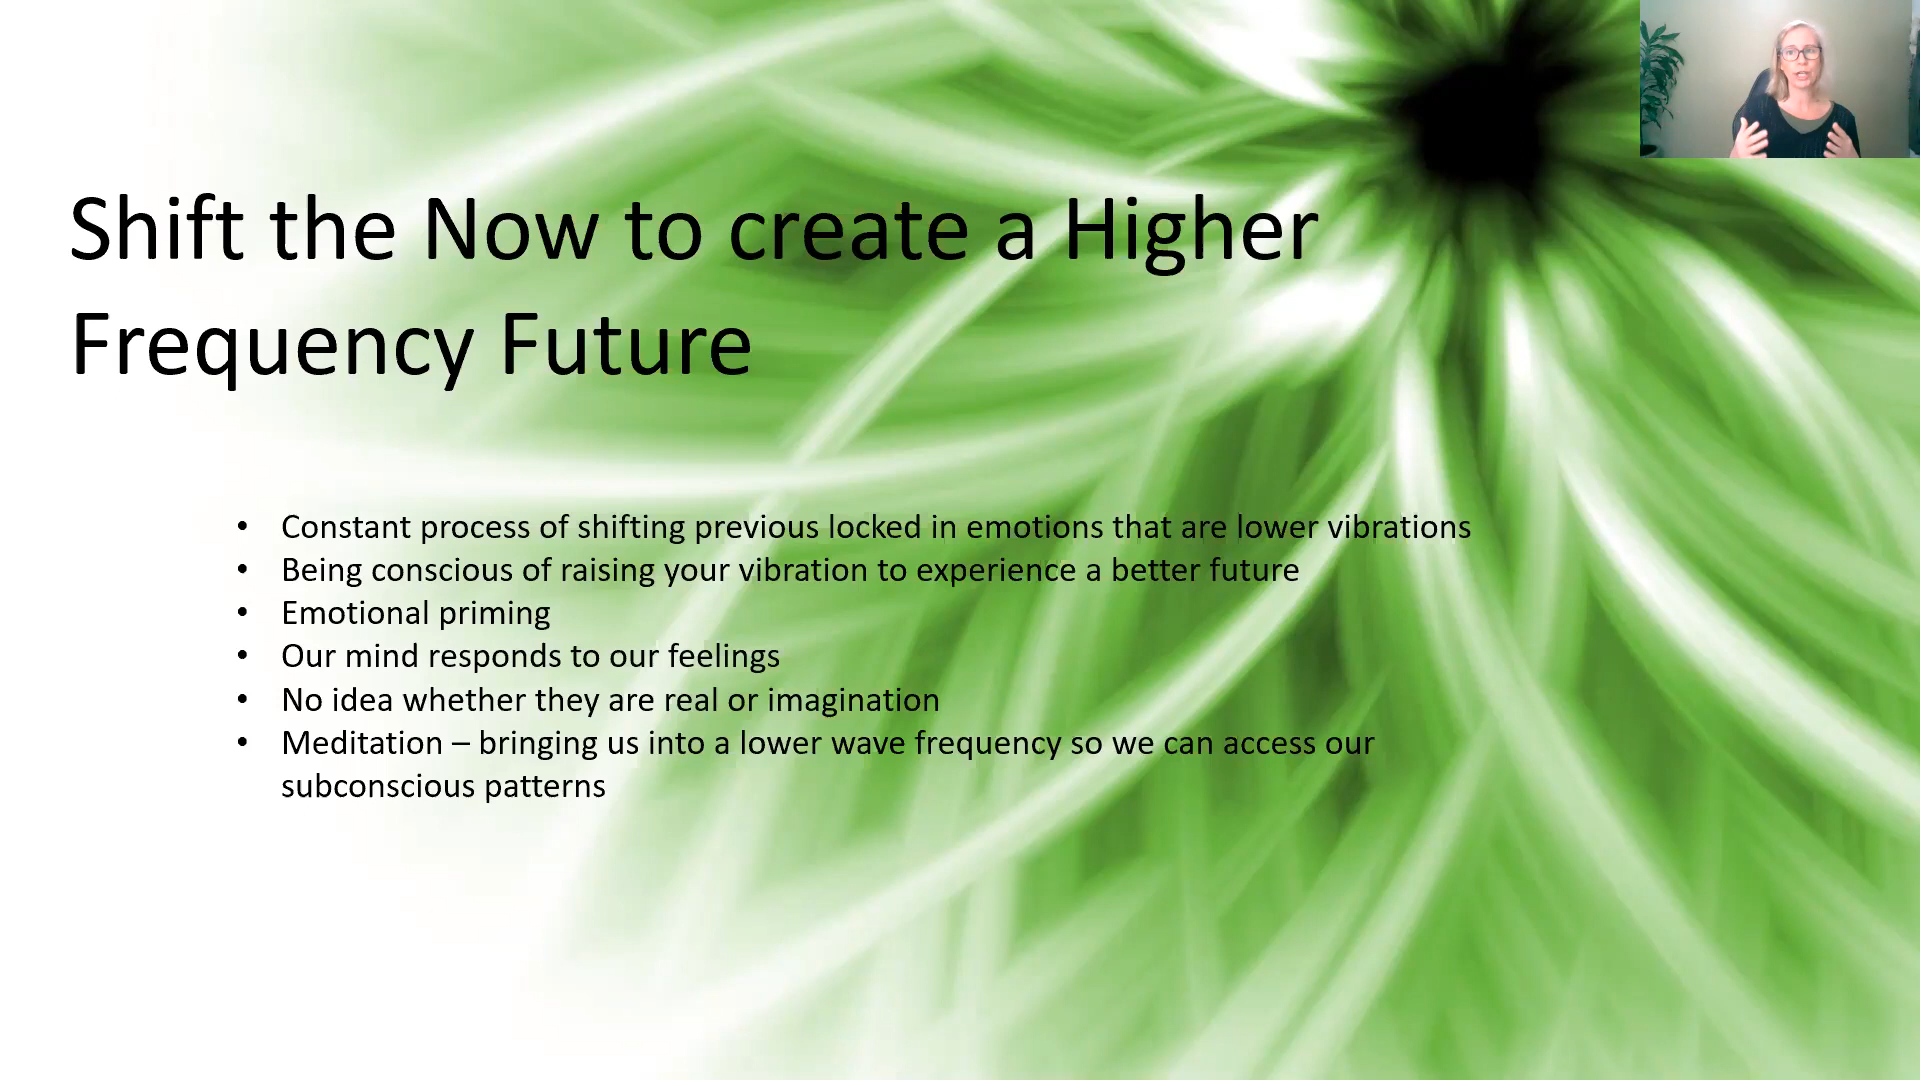 Shift the Now to create a Higher
Frequency Future
• Constant process of shifting previous locked in emotions that are lower vibrations
• Being conscious of raising your vibration to experience a better future
• Emotional priming
• Our mind responds to our feelings
• No idea whether they are real or imagination
• Meditation – bringing us into a lower wave frequency so we can access our
subconscious patterns